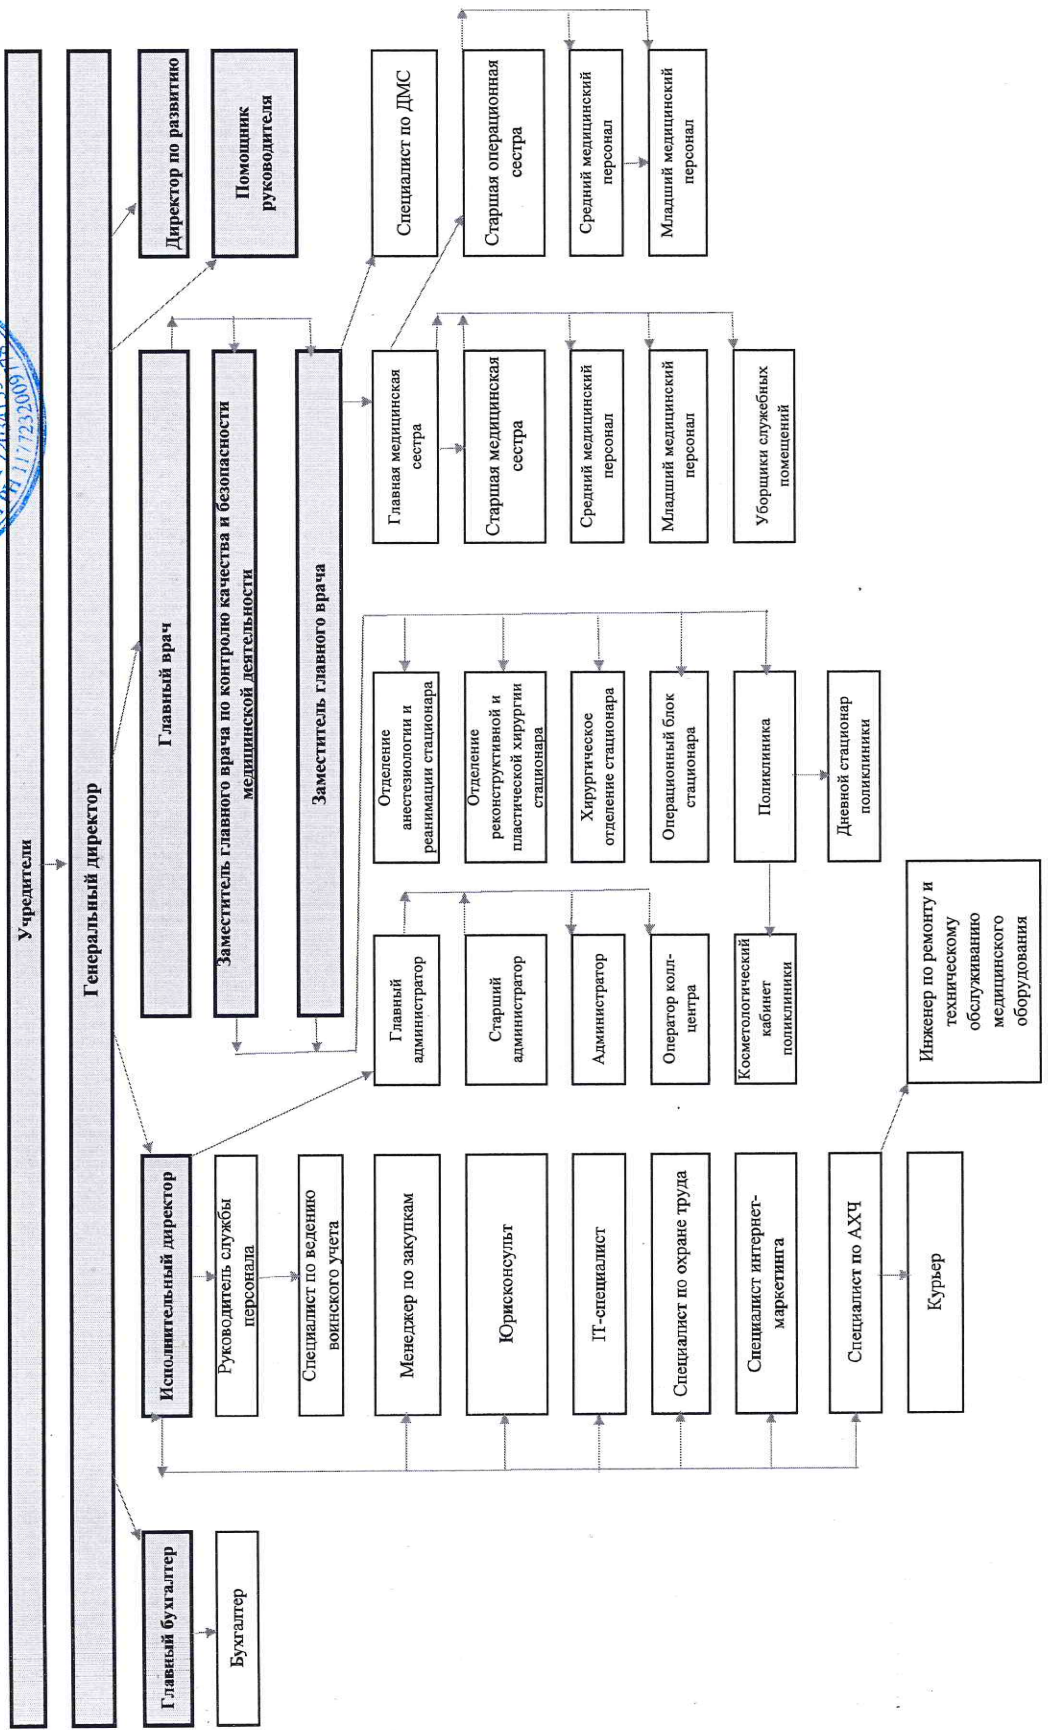 Учредители
Генеральный директор
Главный бухгалтер
Бухгалтер
Исполнительный директор
Руководитель службы
персонала
Специалист по ведению
воинского учета
Менеджер по закупкам
Юрисконсульт
IT-специалист
Специалист по охране труда
Специалист интернет-
маркетинга
Специалист по АХЧ
Курьер
Инженер по ремонту и
техническому
обслуживанию
медицинского
оборудования
Главный
администратор
Старший
администратор
Администратор
Оператор колл-
центра
Косметологический
кабинет
поликлиники
Главный врач
Заместитель главного врача по контролю качества и безопасности
медицинской деятельности
Заместитель главного врача
Отделение
анестезиологии и
реанимации стационара
Отделение
реконструктивной и
пластической хирургии
стационара
Хирургическое
отделение стационара
Операционный блок
стационара
Поликлиника
Дневной стационар
поликлиники
Главная медицинская
сестра
Старшая медицинская
сестра
Средний медицинский
персонал
Младший медицинский
персонал
Уборщики служебных
помещений
Директор по развитию
Помощник
руководителя
Специалист по ДМС
Старшая операционная
сестра
Средний медицинский
персонал
Младший медицинский
персонал